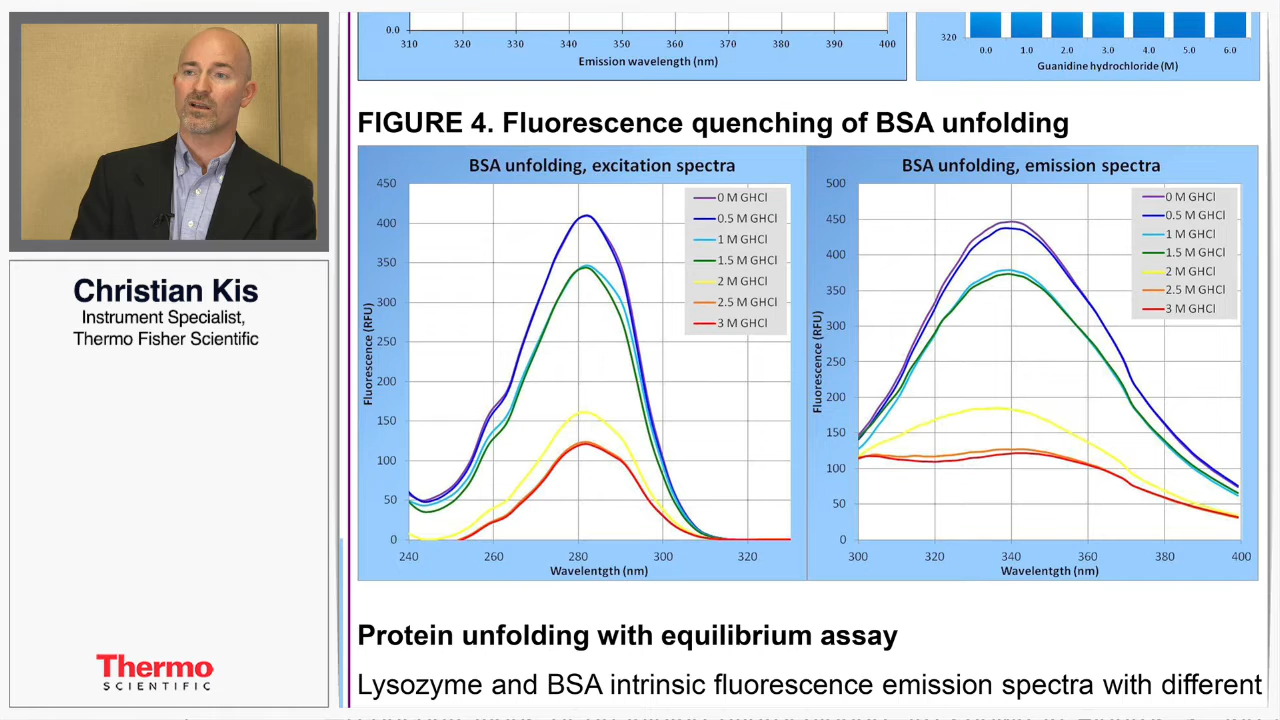 0.0
310 320 330 340 350 360 370 380 390 400
Emission wavelength (nm)
320
0.0 1.0 2.0 3.0 4.0 5.0 6.0
Guanidine hydrochloride (M)
FIGURE 4. Fluorescence quenching of BSA unfolding
BSA unfolding, excitation spectra
450
400
350
300
250
200
150
100
50
0
Fluorescence (RFU)
0 M GHCl
0.5 M GHCl
1 M GHCl
1.5 M GHCl
2 M GHCl
2.5 M GHCl
3 M GHCl
240 260 280 300 320
Wavelentgth (nm)
BSA unfolding, emission spectra
500
450
400
350
300
250
200
150
100
50
0
Fluorescence (RFU)
0 M GHCl
0.5 M GHCl
1 M GHCl
1.5 M GHCl
2 M GHCl
2.5 M GHCl
3 M GHCl
300 320 340 360 380 400
Wavelentgth (nm)
Christian Kis
Instrument Specialist,
Thermo Fisher Scientific
Thermo
SCIENTIFIC
Protein unfolding with equilibrium assay
Lysozyme and BSA intrinsic fluorescence emission spectra with different